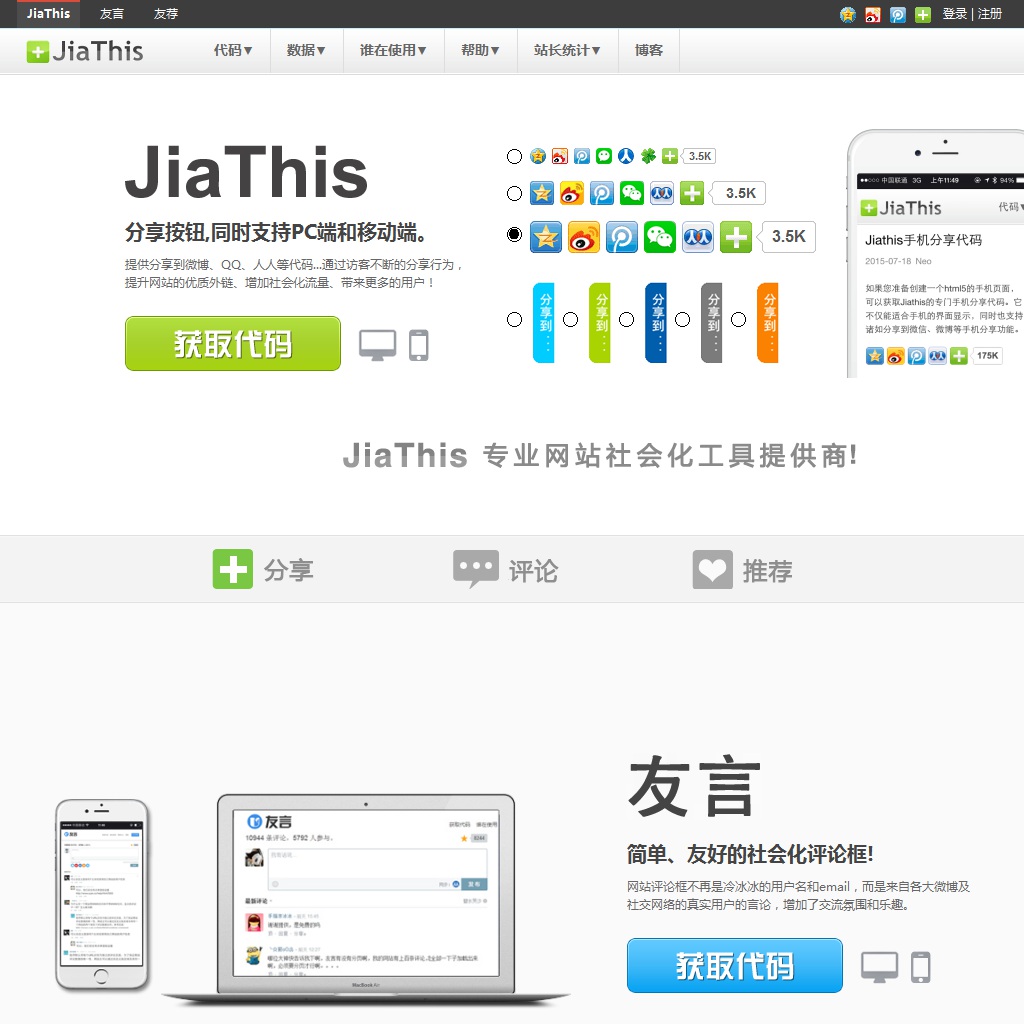 JiaThis 友言 友荐 登录 | 注册
JiaThis 代码▼ 数据▼ 谁在使用▼ 帮助▼ 站长统计▼ 博客
JiaThis
分享按钮,同时支持PC端和移动端。
提供分享到微博、QQ、人人等代码...通过访客不断的分享行为，
提升网站的优质外链、增加社会化流量、带来更多的用户！
获取代码
3.5K
3.5K
3.5K
分享到...
分享到...
分享到...
分享到...
分享到...
中国联通 3G 上午11:49 94%
JiaThis 代码▼
Jiathis手机分享代码
2015-07-18 Neo
如果您准备创建一个html5的手机页面，
可以获取Jiathis的专门手机分享代码。它
不仅能适合手机的界面显示，同时也支持
诸如分享到微信、微博等手机分享功能。
175K
JiaThis 专业网站社会化工具提供商!
分享 评论 推荐
友言
获取代码 谁在使用
10944 条评论，5792 人参与。
发布
最新评论
MacBook Air
友言
简单、友好的社会化评论框!
网站评论框不再是冷冰冰的用户名和email，而是来自各大微博及
社交网络的真实用户的言论，增加了交流氛围和乐趣。
获取代码